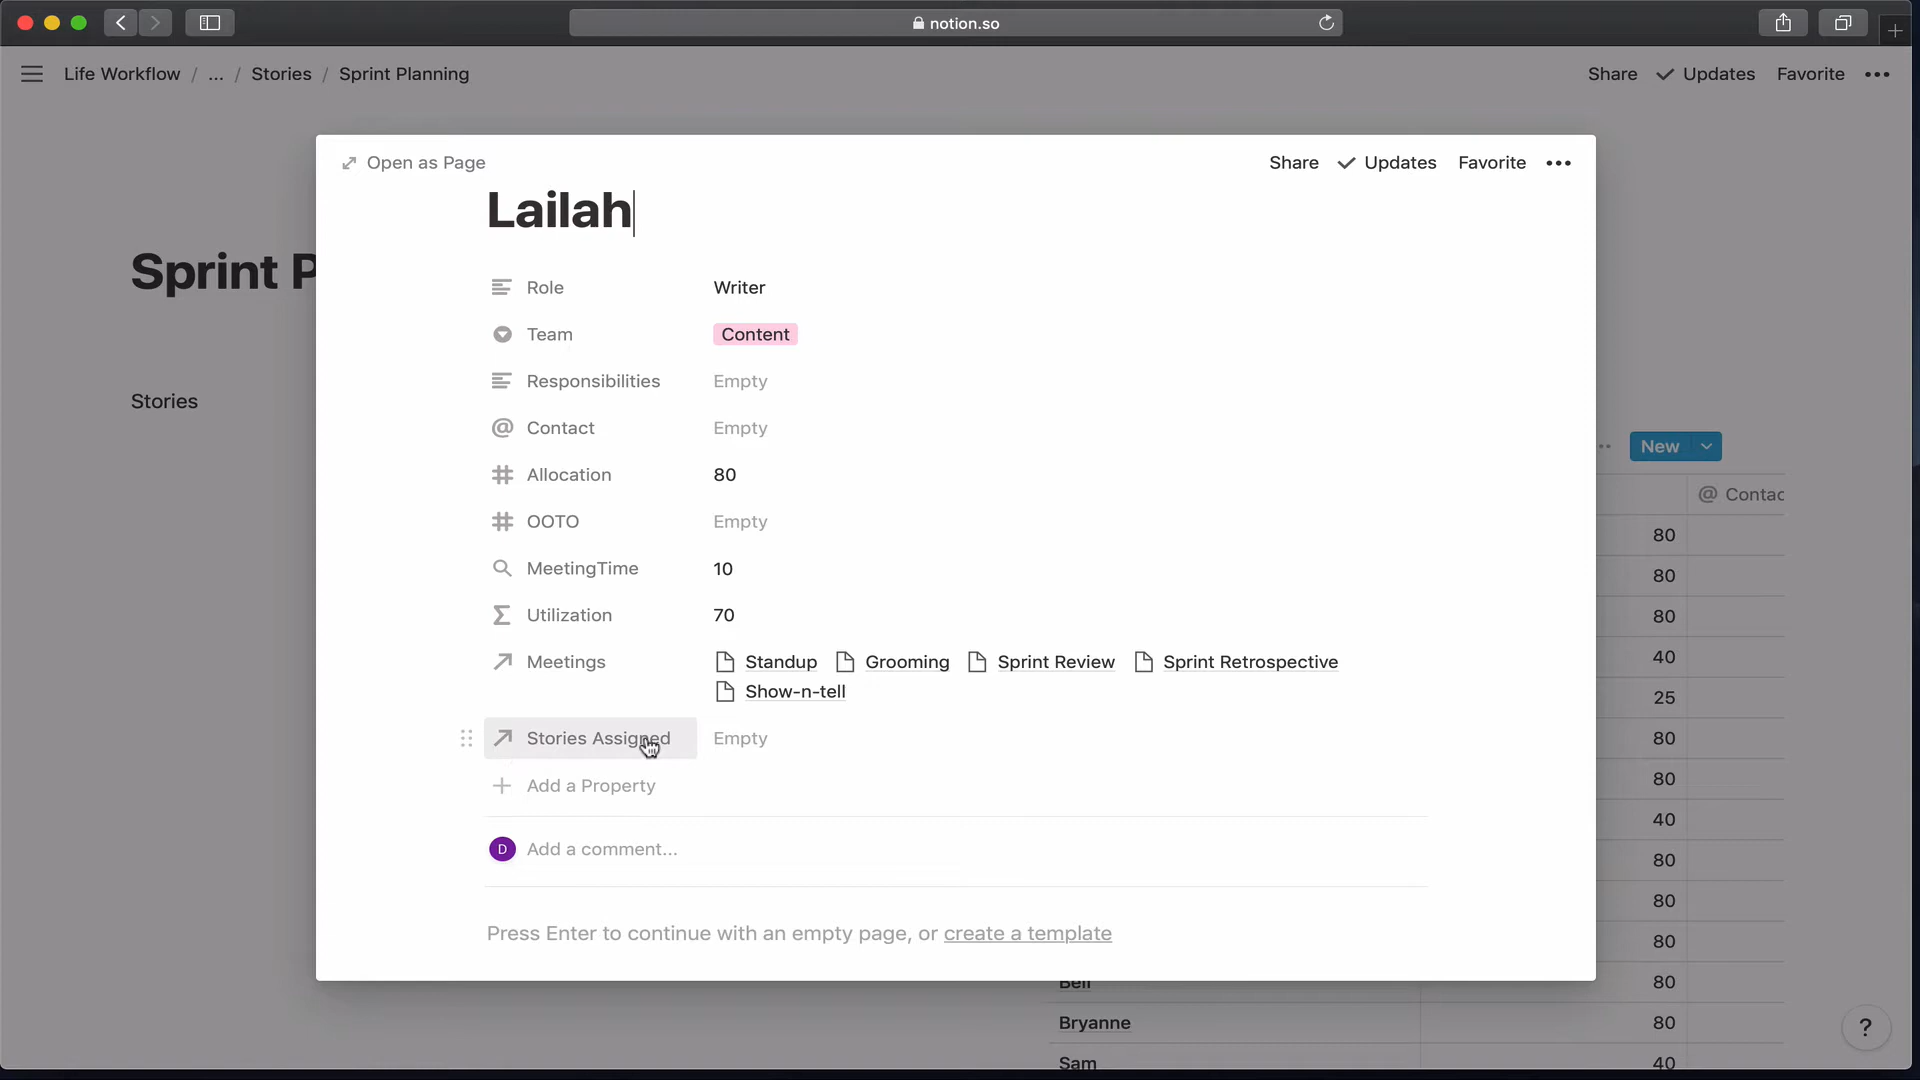 notion.so
Life Workflow / ... / Stories / Sprint Planning
Share Updates Favorite
Open as Page
Share Updates Favorite
Lailah
Sprint P
Role Writer
Team Content
Responsibilities Empty
Stories
Contact Empty
New
Allocation 80
@ Contac
OOTO Empty
80
MeetingTime 10
80
Utilization 70
80
Meetings Standup Grooming Sprint Review Sprint Retrospective
40
Show-n-tell
25
Stories Assigned Empty
80
Add a Property
80
40
D Add a comment...
80
80
Press Enter to continue with an empty page, or create a template
80
Bell 80
Bryanne 80
?
Sam 40